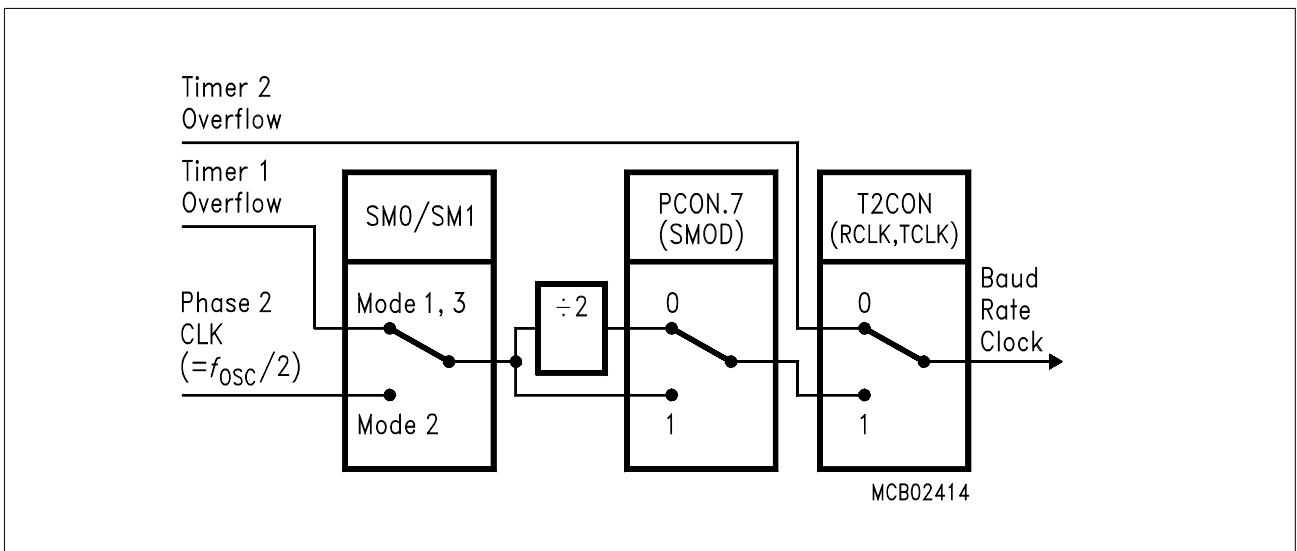 Timer 2
Overflow
Timer 1
Overflow
SM0/SM1
PCON.7
(SMOD)
T2CON
(RCLK,TCLK)
Phase 2
CLK
(=fOSC/2)
Mode 1, 3
Mode 2
÷2
0
1
0
1
Baud
Rate
Clock
MCB02414